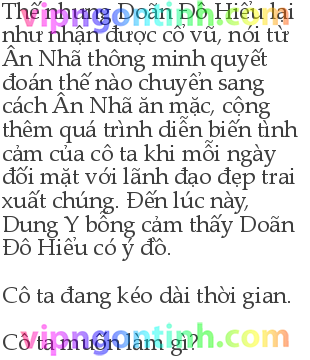 Thế nhưng Doãn Đô Hiểu lại
như nhận được cổ vũ, nói từ
Ân Nhã thông minh quyết
đoán thế nào chuyển sang
cách Ân Nhã ăn mặc, cộng
thêm quá trình diễn biến tình
cảm của cô ta khi mỗi ngày
đối mặt với lãnh đạo đẹp trai
xuất chúng. Đến lúc này,
Dung Y bỗng cảm thấy Doãn
Đô Hiểu có ý đồ.
Cô ta đang kéo dài thời gian.
vipngontinh.com
Cô ta muốn làm gì?